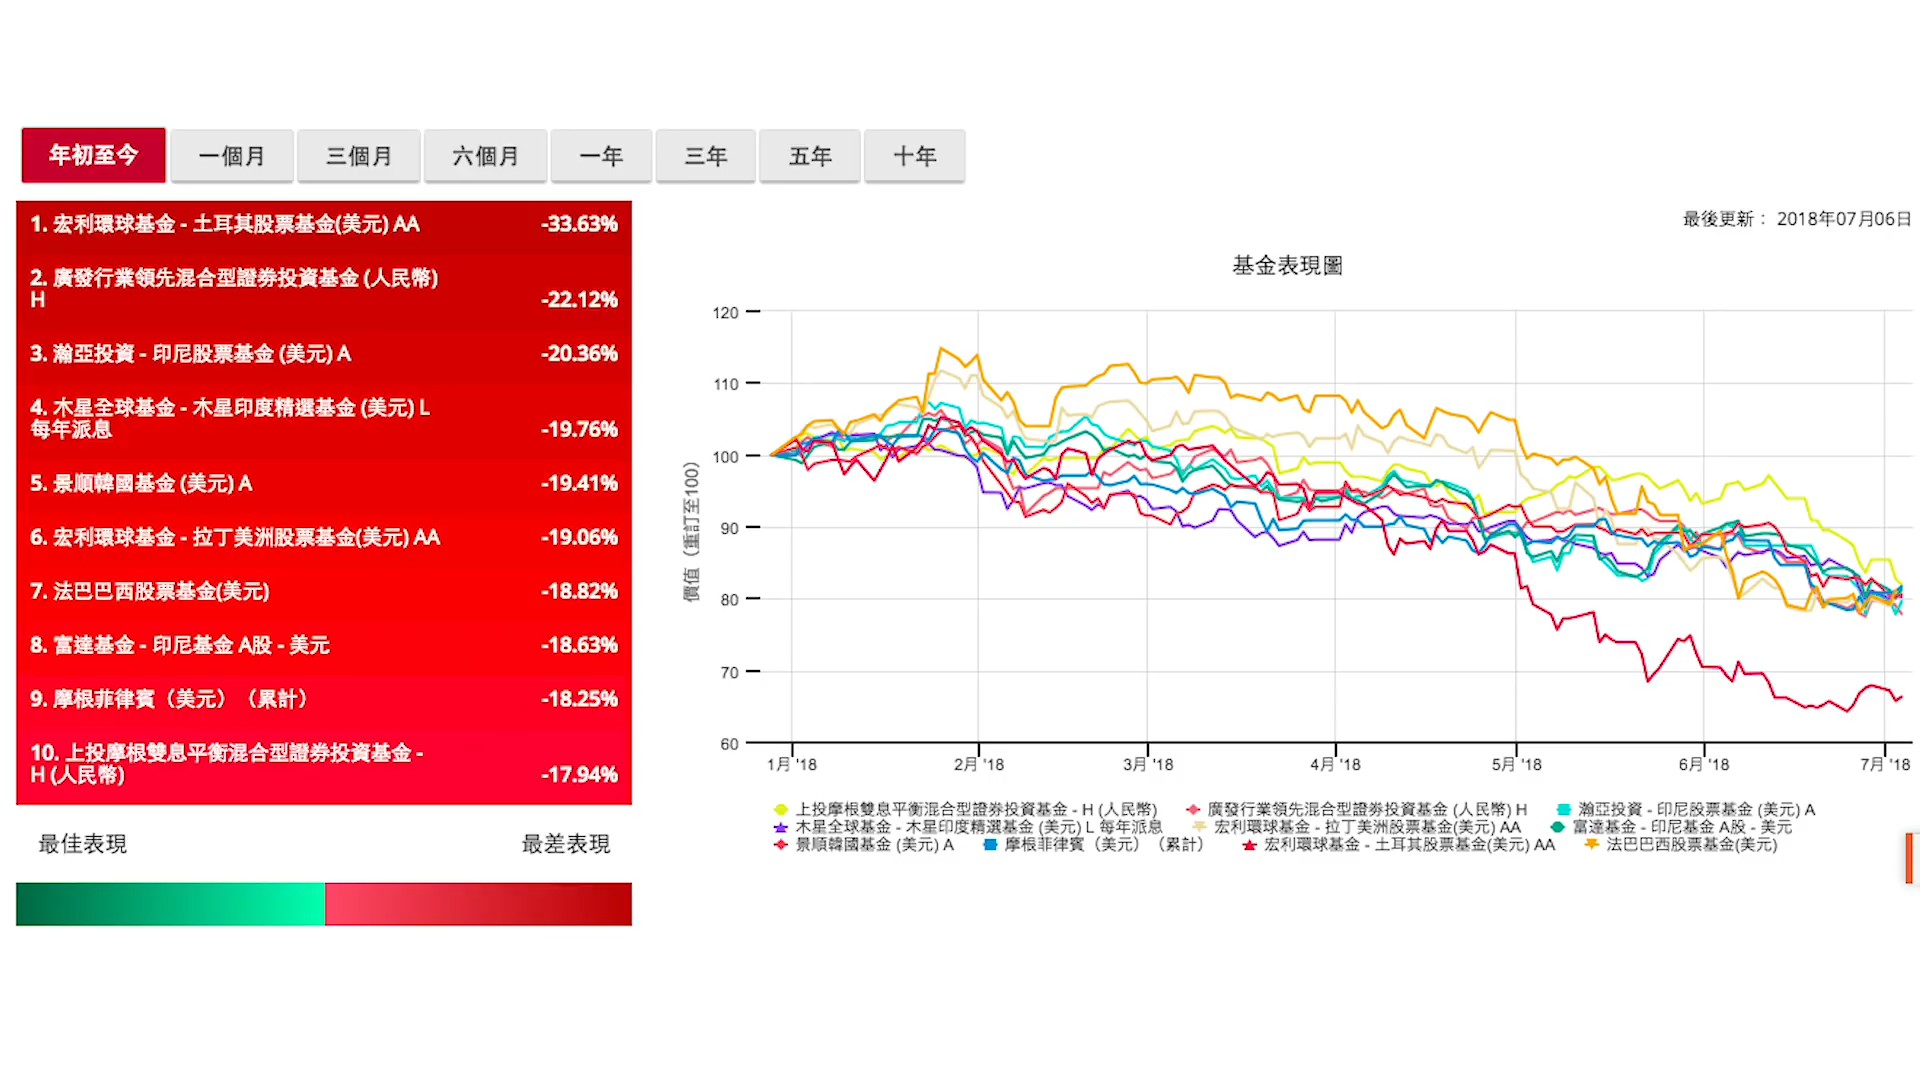 年初至今 一個月 三個月 六個月 一年 三年 五年 十年
1. 宏利環球基金 - 土耳其股票基金(美元) AA -33.63%
2. 廣發行業領先混合型證券投資基金 (人民幣)
H -22.12%
3. 瀚亞投資 - 印尼股票基金 (美元) A -20.36%
4. 木星全球基金 - 木星印度精選基金 (美元) L
每年派息 -19.76%
5. 景順韓國基金 (美元) A -19.41%
6. 宏利環球基金 - 拉丁美洲股票基金(美元) AA -19.06%
7. 法巴巴西股票基金(美元) -18.82%
8. 富達基金 - 印尼基金 A股 - 美元 -18.63%
9. 摩根菲律賓（美元）（累計） -18.25%
10. 上投摩根雙息平衡混合型證券投資基金 -
H (人民幣) -17.94%
最佳表現 最差表現
最後更新： 2018年07月06日
基金表現圖
價值（重訂至100）
120
110
100
90
80
70
60
1月 '18 2月 '18 3月 '18 4月 '18 5月 '18 6月 '18 7月 '18
上投摩根雙息平衡混合型證券投資基金 - H (人民幣) 廣發行業領先混合型證券投資基金 (人民幣) H 瀚亞投資 - 印尼股票基金 (美元) A
木星全球基金 - 木星印度精選基金 (美元) L 每年派息 宏利環球基金 - 拉丁美洲股票基金(美元) AA 富達基金 - 印尼基金 A股 - 美元
景順韓國基金 (美元) A 摩根菲律賓（美元）（累計） 宏利環球基金 - 土耳其股票基金(美元) AA 法巴巴西股票基金(美元)